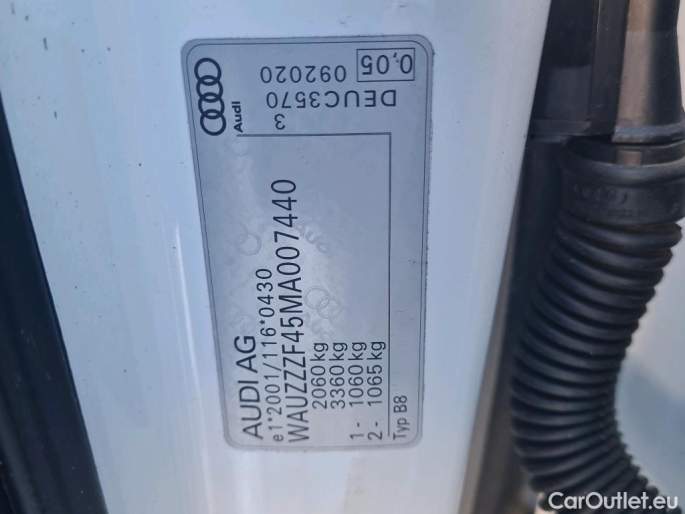 AUDI AG
e1*2001/116*0430
WAUZZZF45MA007440
2060 kg
3360 kg
1- 1060 kg
2- 1065 kg
Typ B8
3
DEUC3570
092020 0,05
Audi
CarOutlet.eu